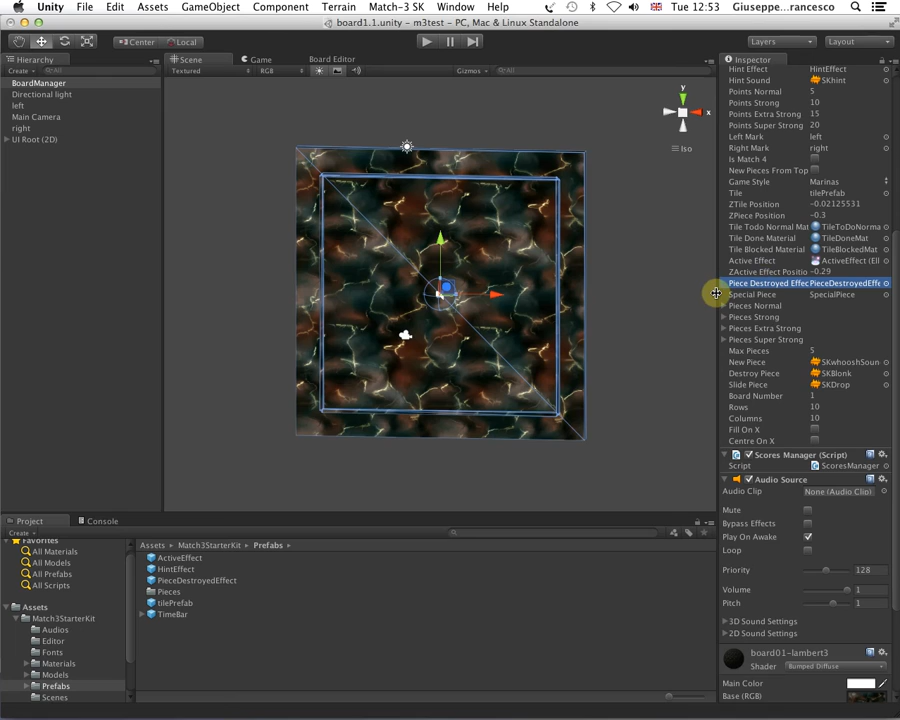 Unity File Edit Assets GameObject Component Terrain Match-3 SK Window Help Tue 12:53 Giuseppe...rancesco
board1.1.unity - m3test - PC, Mac & Linux Standalone
Center Local Layers Layout
Hierarchy
Create All
BoardManager
Directional light
left
Main Camera
right
UI Root (2D)
Scene Game Board Editor
Textured RGB Gizmos All
y
x
Iso
Inspector
Hint Effect HintEffect
Hint Sound SKhint
Points Normal 5
Points Strong 10
Points Extra Strong 15
Points Super Strong 20
Left Mark left
Right Mark right
Is Match 4
New Pieces From Top
Game Style Marinas
Tile tilePrefab
ZTile Position -0.02125531
ZPiece Position -0.3
Tile Todo Normal Mat TileToDoNorma
Tile Done Material TileDoneMat
Tile Blocked Material TileBlockedMat
Active Effect ActiveEffect (Ell
ZActive Effect Positio -0.29
Piece Destroyed Effec PieceDestroyedEffe
Special Piece SpecialPiece
Pieces Normal
Pieces Strong
Pieces Extra Strong
Pieces Super Strong
Max Pieces 5
New Piece SKwhooshSoun
Destroy Piece SKBlonk
Slide Piece SKDrop
Board Number 1
Rows 10
Columns 10
Fill On X
Centre On X
Scores Manager (Script)
Script ScoresManager
Audio Source
Audio Clip None (Audio Clip)
Mute
Bypass Effects
Play On Awake
Loop
Priority 128
Volume 1
Pitch 1
3D Sound Settings
2D Sound Settings
board01-lambert3
Shader Bumped Diffuse
Main Color
Base (RGB)
Project Console
Create
Favorites
All Materials
All Models
All Prefabs
All Scripts
Assets
Match3StarterKit
Audios
Editor
Fonts
Materials
Models
Prefabs
Scenes
Assets Match3StarterKit Prefabs
ActiveEffect
HintEffect
PieceDestroyedEffect
Pieces
tilePrefab
TimeBar